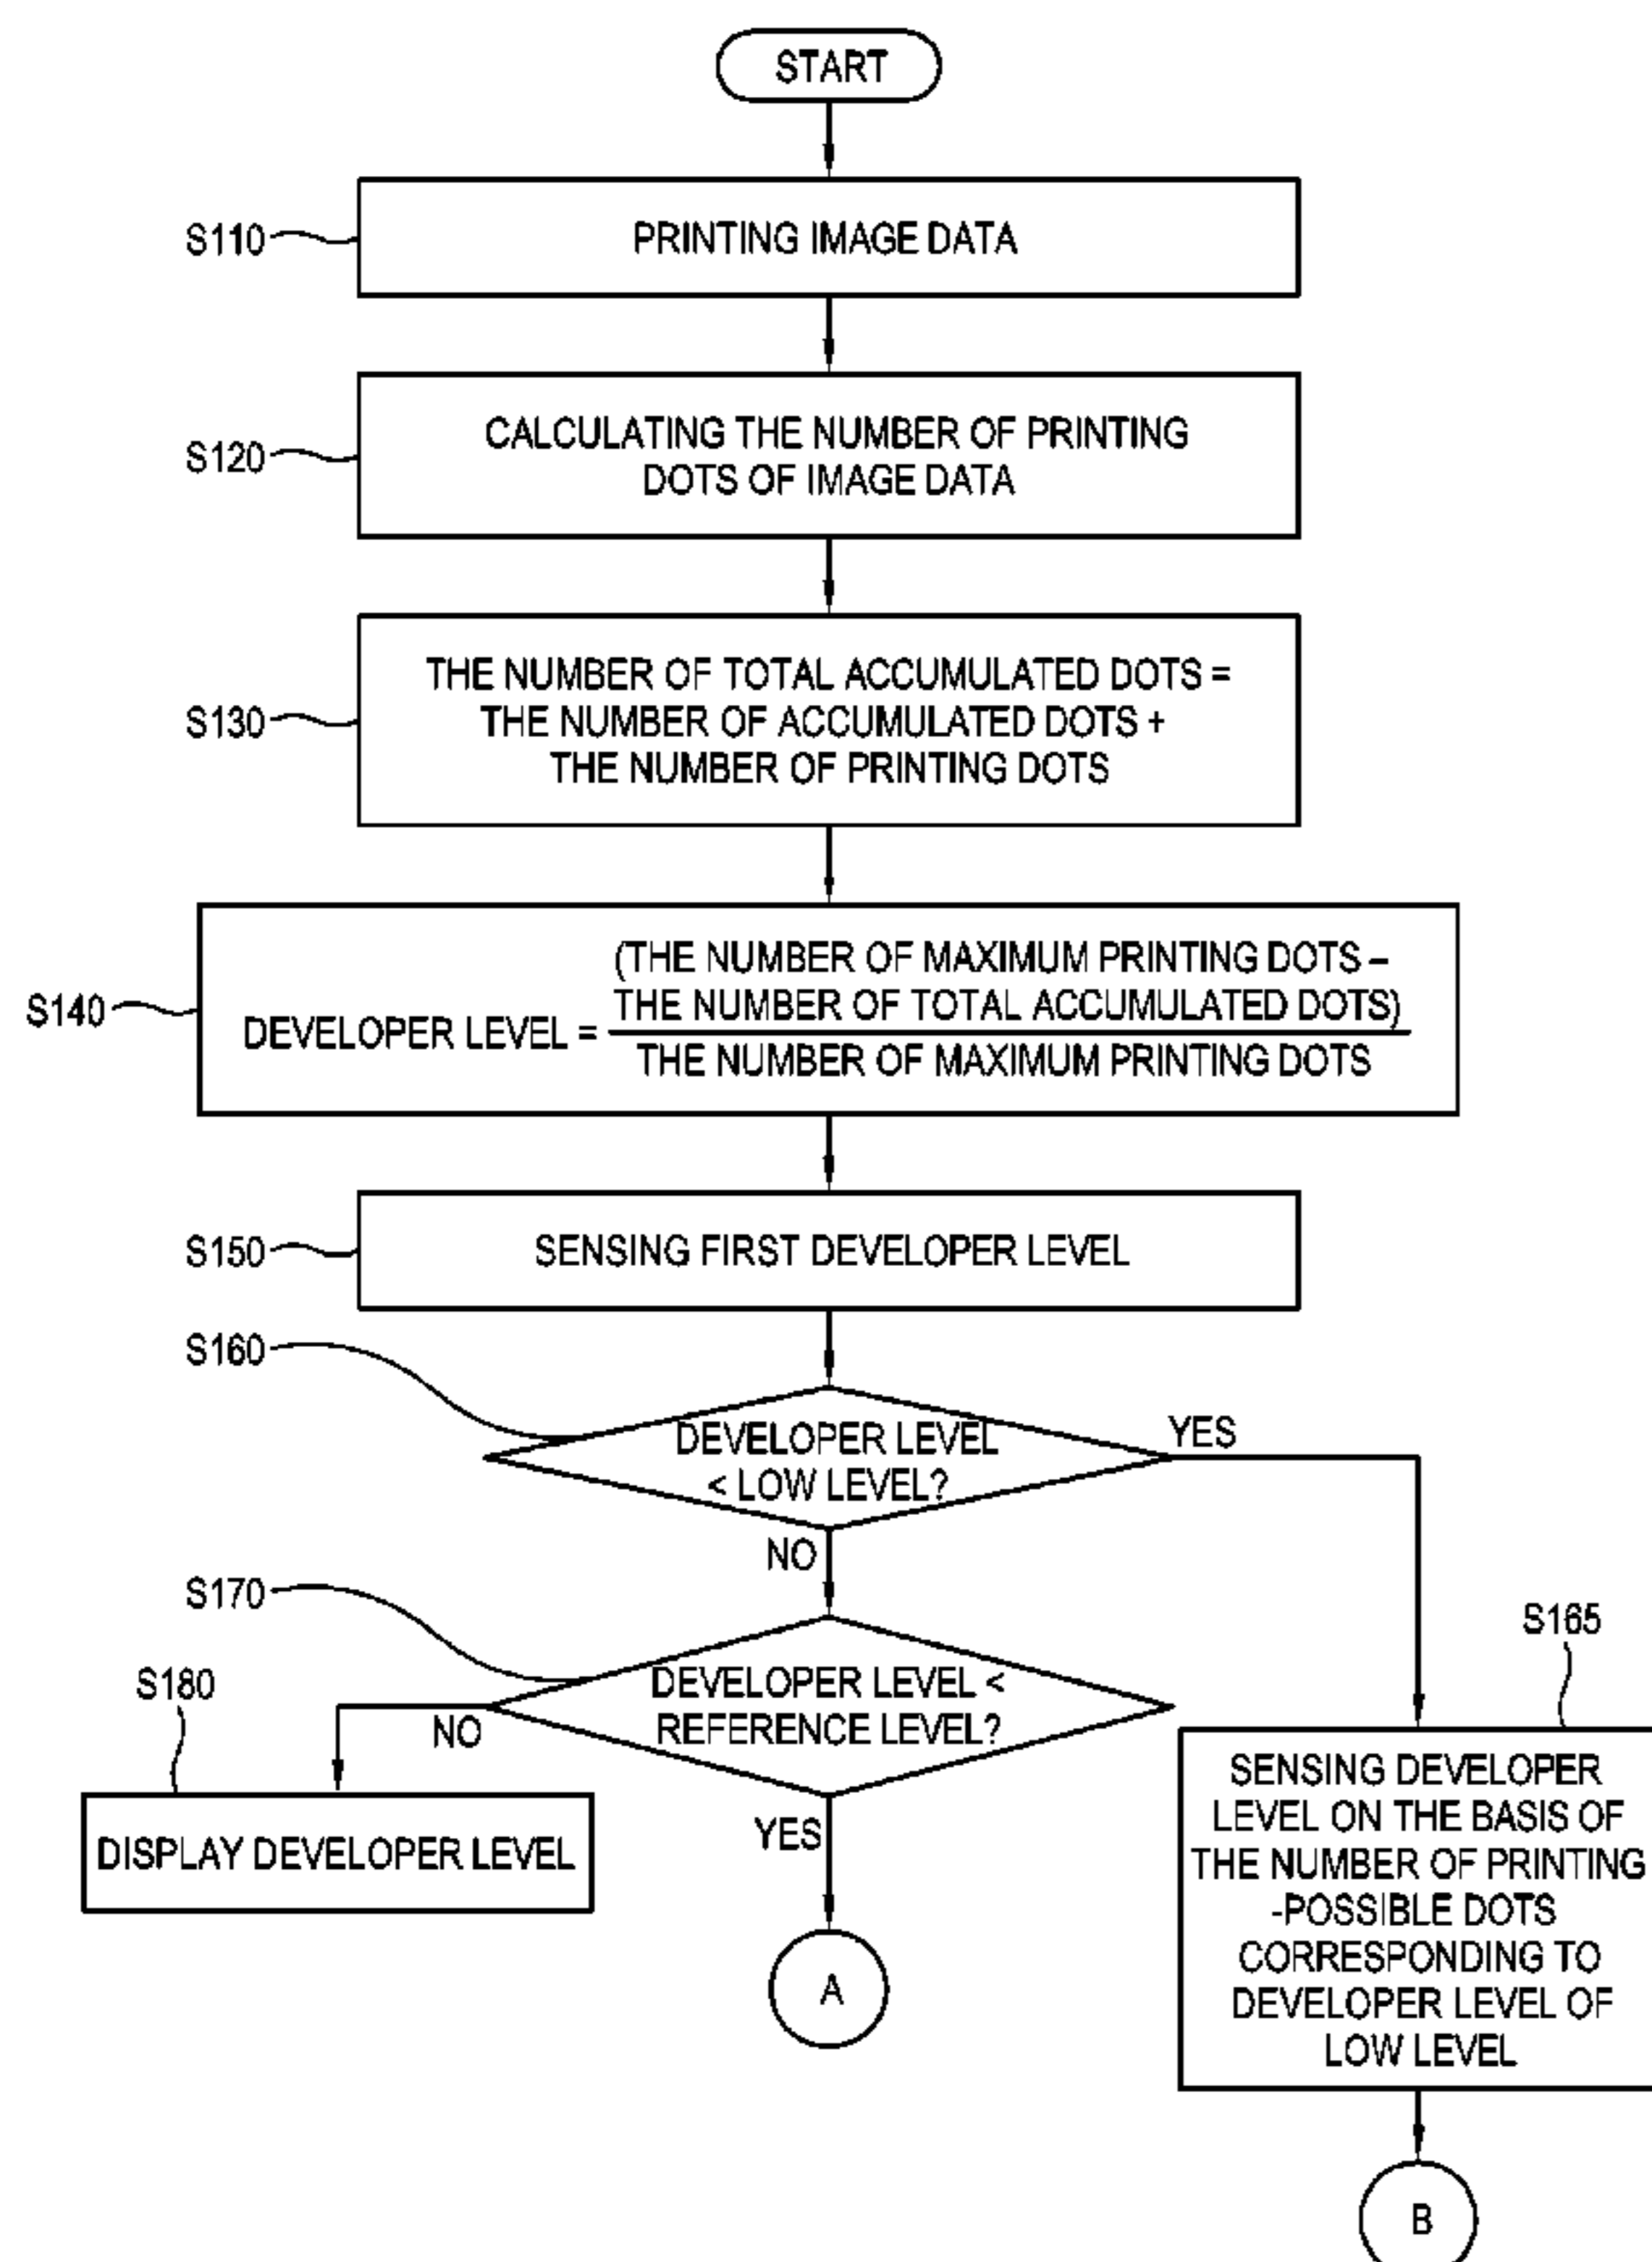 START
S110
PRINTING IMAGE DATA
S120
CALCULATING THE NUMBER OF PRINTING
DOTS OF IMAGE DATA
S130
THE NUMBER OF TOTAL ACCUMULATED DOTS =
THE NUMBER OF ACCUMULATED DOTS +
THE NUMBER OF PRINTING DOTS
S140
DEVELOPER LEVEL =
(THE NUMBER OF MAXIMUM PRINTING DOTS –
THE NUMBER OF TOTAL ACCUMULATED DOTS)
THE NUMBER OF MAXIMUM PRINTING DOTS
S150
SENSING FIRST DEVELOPER LEVEL
S160
DEVELOPER LEVEL
< LOW LEVEL?
YES
NO
S170
DEVELOPER LEVEL <
REFERENCE LEVEL?
NO
YES
S180
DISPLAY DEVELOPER LEVEL
A
S165
SENSING DEVELOPER
LEVEL ON THE BASIS OF
THE NUMBER OF PRINTING
-POSSIBLE DOTS
CORRESPONDING TO
DEVELOPER LEVEL OF
LOW LEVEL
B